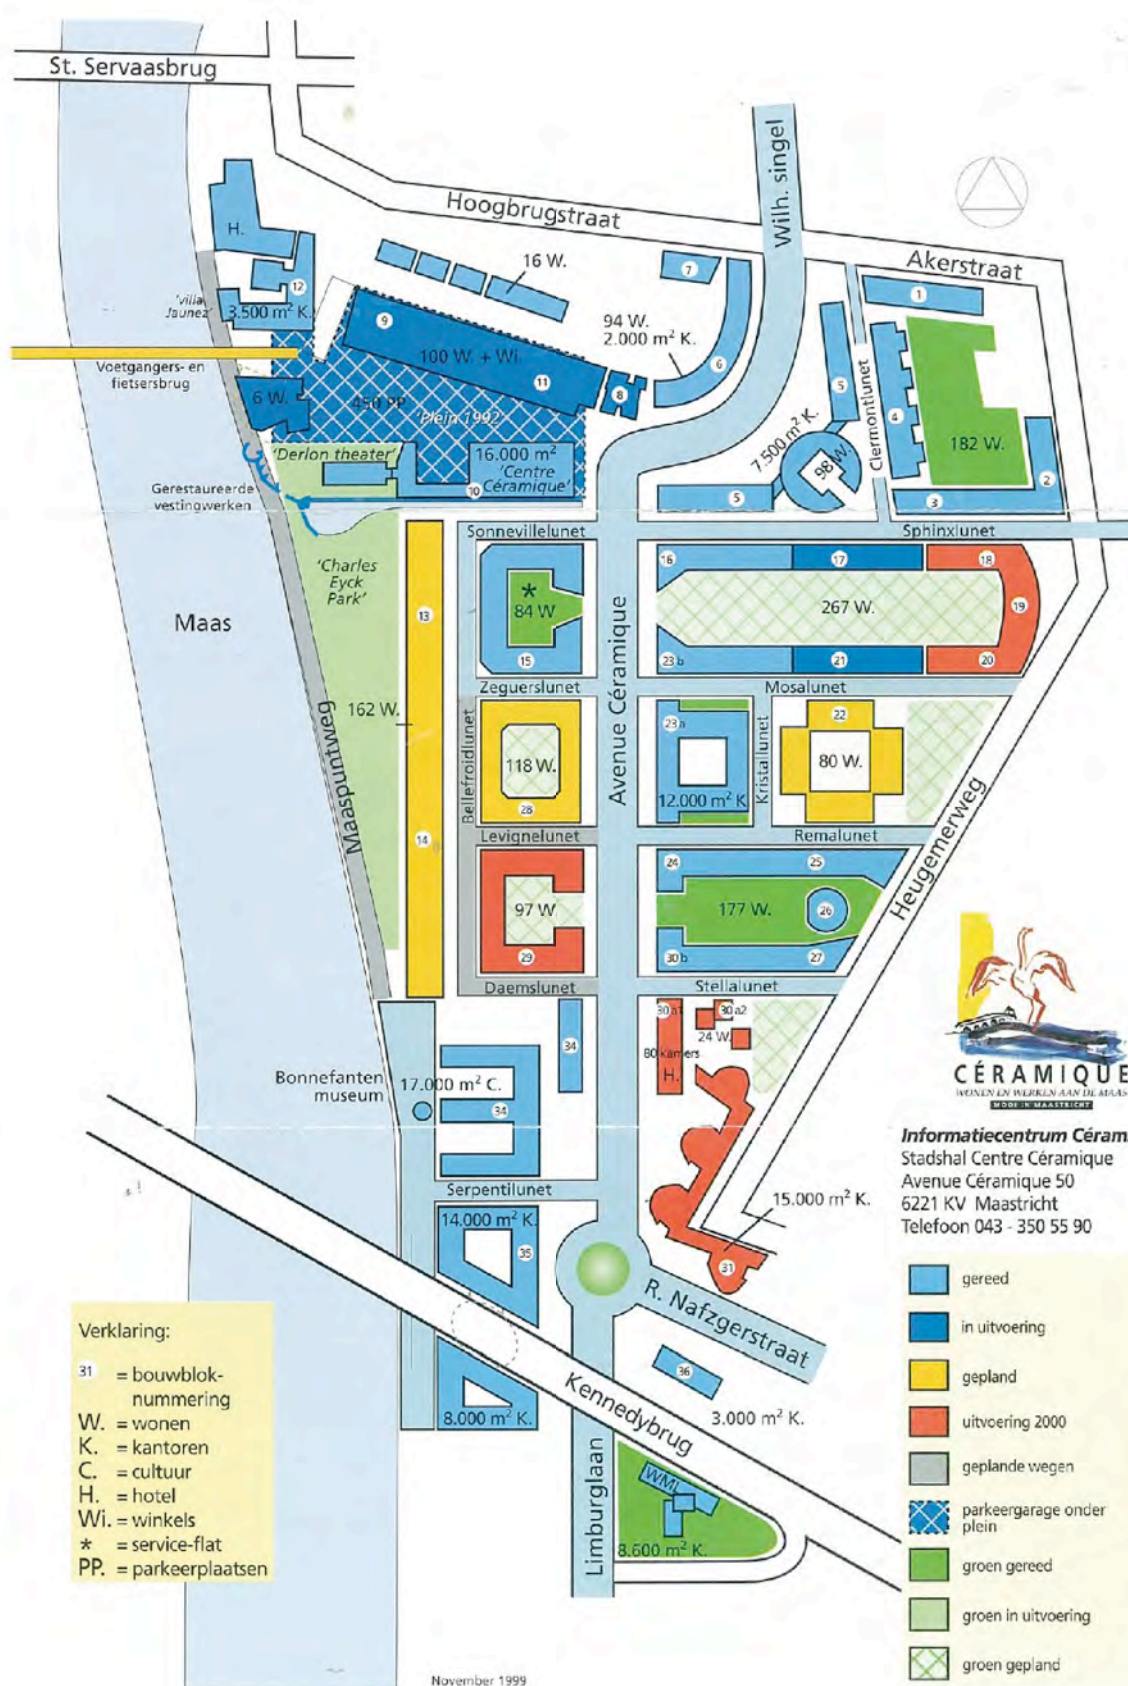 St. Servaasbrug
Wilh. singel
Hoogbrugstraat
Akerstraat
H.
16 W.
7
1
12
'villa
Jaunez'
3.500 m² K.
9
94 W.
2.000 m² K.
6
5
Clermontlunet
4
100 W. + Wi.
11
8
Voetgangers- en
fietsersbrug
6 W.
450 PP
'Plein 1992'
7.500 m² K.
98 W.
182 W.
2
'Derlon theater'
16.000 m²
'Centre
Céramique'
10
5
3
Gerestaureerde
vestingwerken
Sonnevillelunet
Sphinxlunet
'Charles
Eyck
Park'
16
17
18
*
84 W
267 W.
19
13
Maas
15
23 b
21
20
Zeguerslunet
Mosalunet
Avenue Céramique
162 W.
Maaspuntweg
Bellefroidlunet
23 a
Kristallunet
22
118 W.
80 W.
28
12.000 m² K
14
Levignelunet
Remalunet
Heugemerweg
24
25
97 W
177 W.
26
29
30 b
27
Daemslunet
Stellalunet
30 a1
30 a2
24 W.
34
80 kamers
H.
Bonnefanten
museum
17.000 m² C.
34
CÉRAMIQUE
WONEN EN WERKEN AAN DE MAAS
MODE IN MAASTRICHT
Informatiecentrum Céram
Stadshal Centre Céramique
Avenue Céramique 50
6221 KV Maastricht
Telefoon 043 - 350 55 90
Serpentilunet
15.000 m² K.
14.000 m² K.
35
31
R. Nafzgerstraat
36
3.000 m² K.
Kennedybrug
8.000 m² K.
Limburglaan
WML
8.600 m² K.
Verklaring:
31 = bouwblok-
nummering
W. = wonen
K. = kantoren
C. = cultuur
H. = hotel
Wi. = winkels
* = service-flat
PP. = parkeerplaatsen
gereed
in uitvoering
gepland
uitvoering 2000
geplande wegen
parkeergarage onder
plein
groen gereed
groen in uitvoering
groen gepland
November 1999